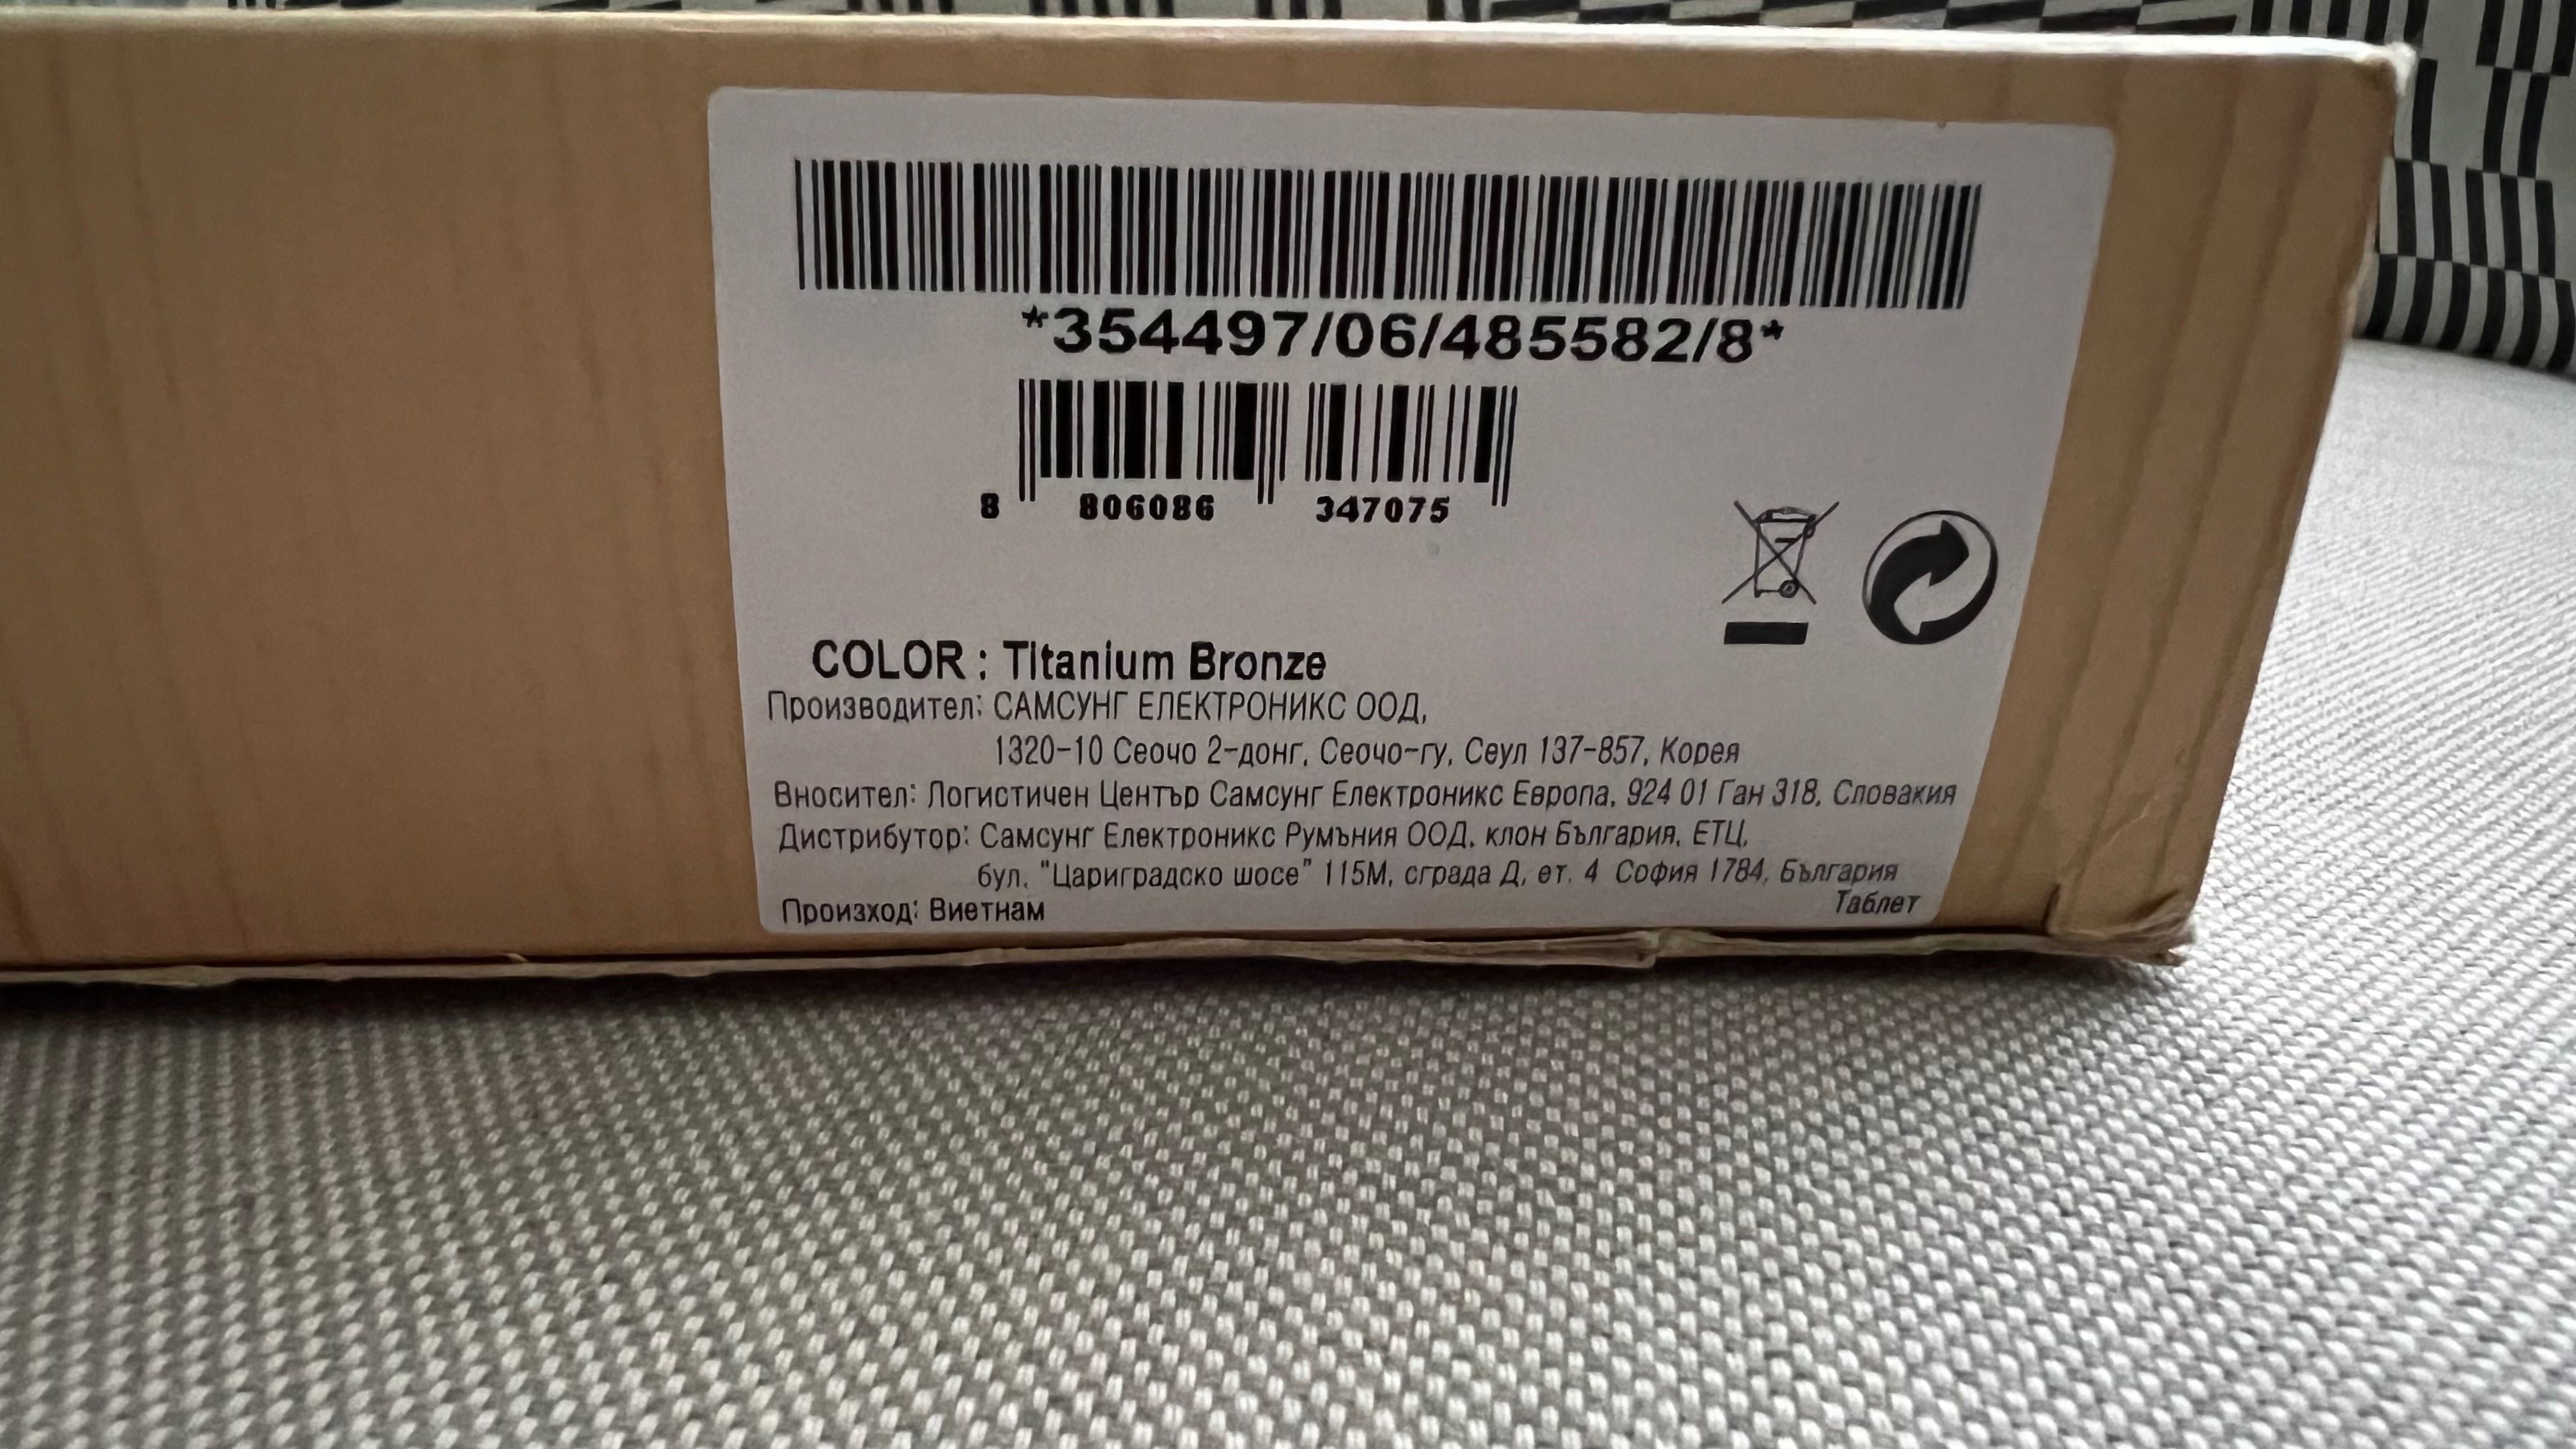 *354497/06/485582/8*
8 806086 347075
COLOR : Titanium Bronze
Производител: САМСУНГ ЕЛЕКТРОНИКС ООД,
1320-10 Сеочо 2-донг, Сеочо-гу, Сеул 137-857, Корея
Вносител: Логистичен Център Самсунг Електроникс Европа, 924 01 Ган 318, Словакия
Дистрибутор: Самсунг Електроникс Румъния ООД, клон България, ЕТЦ,
бул. "Цариградско шосе" 115М, сграда Д, ет. 4 София 1784, България
Произход: Виетнам
Таблет